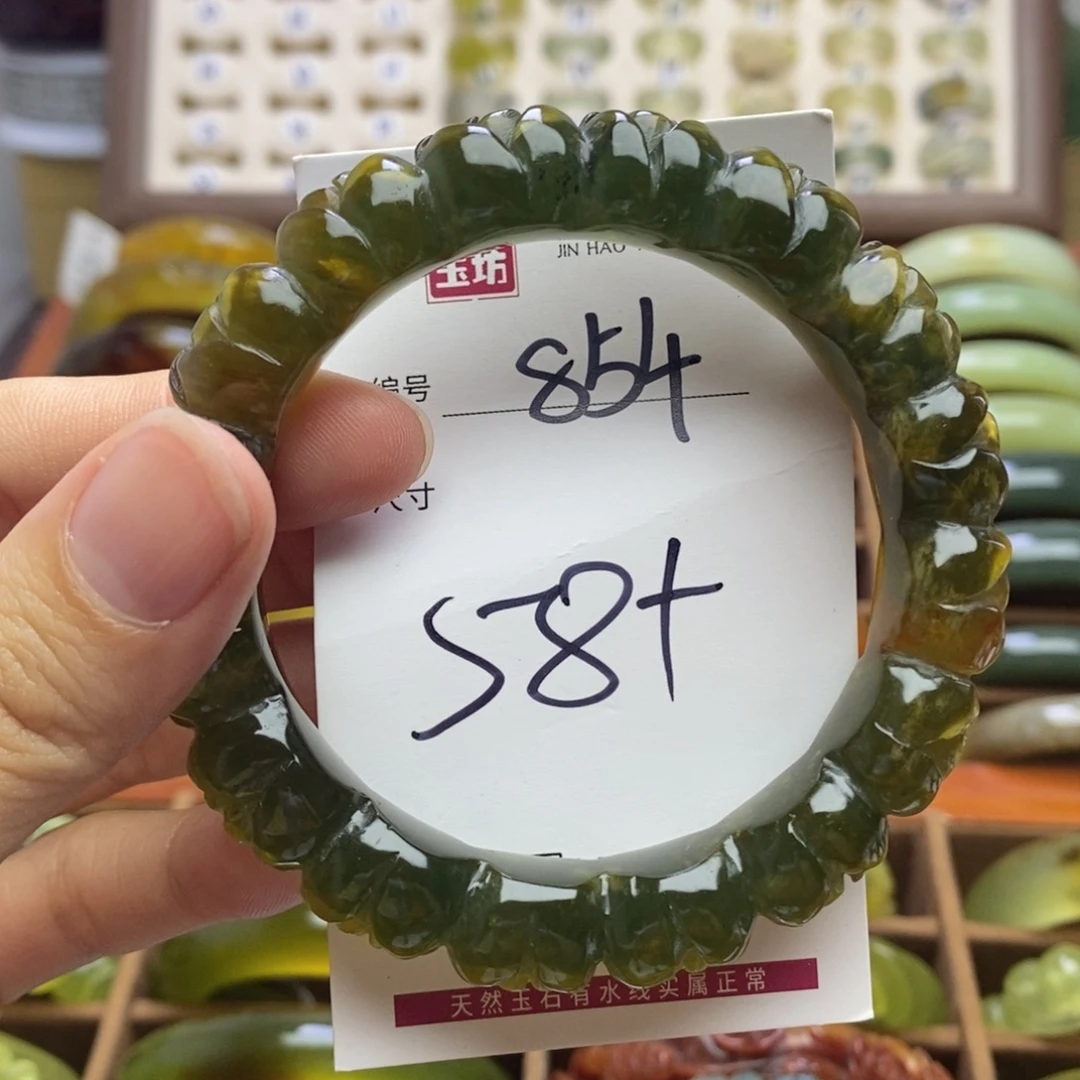 玉坊
JIN HAO
编号 854
尺寸
58+
天然玉石有水线实属正常